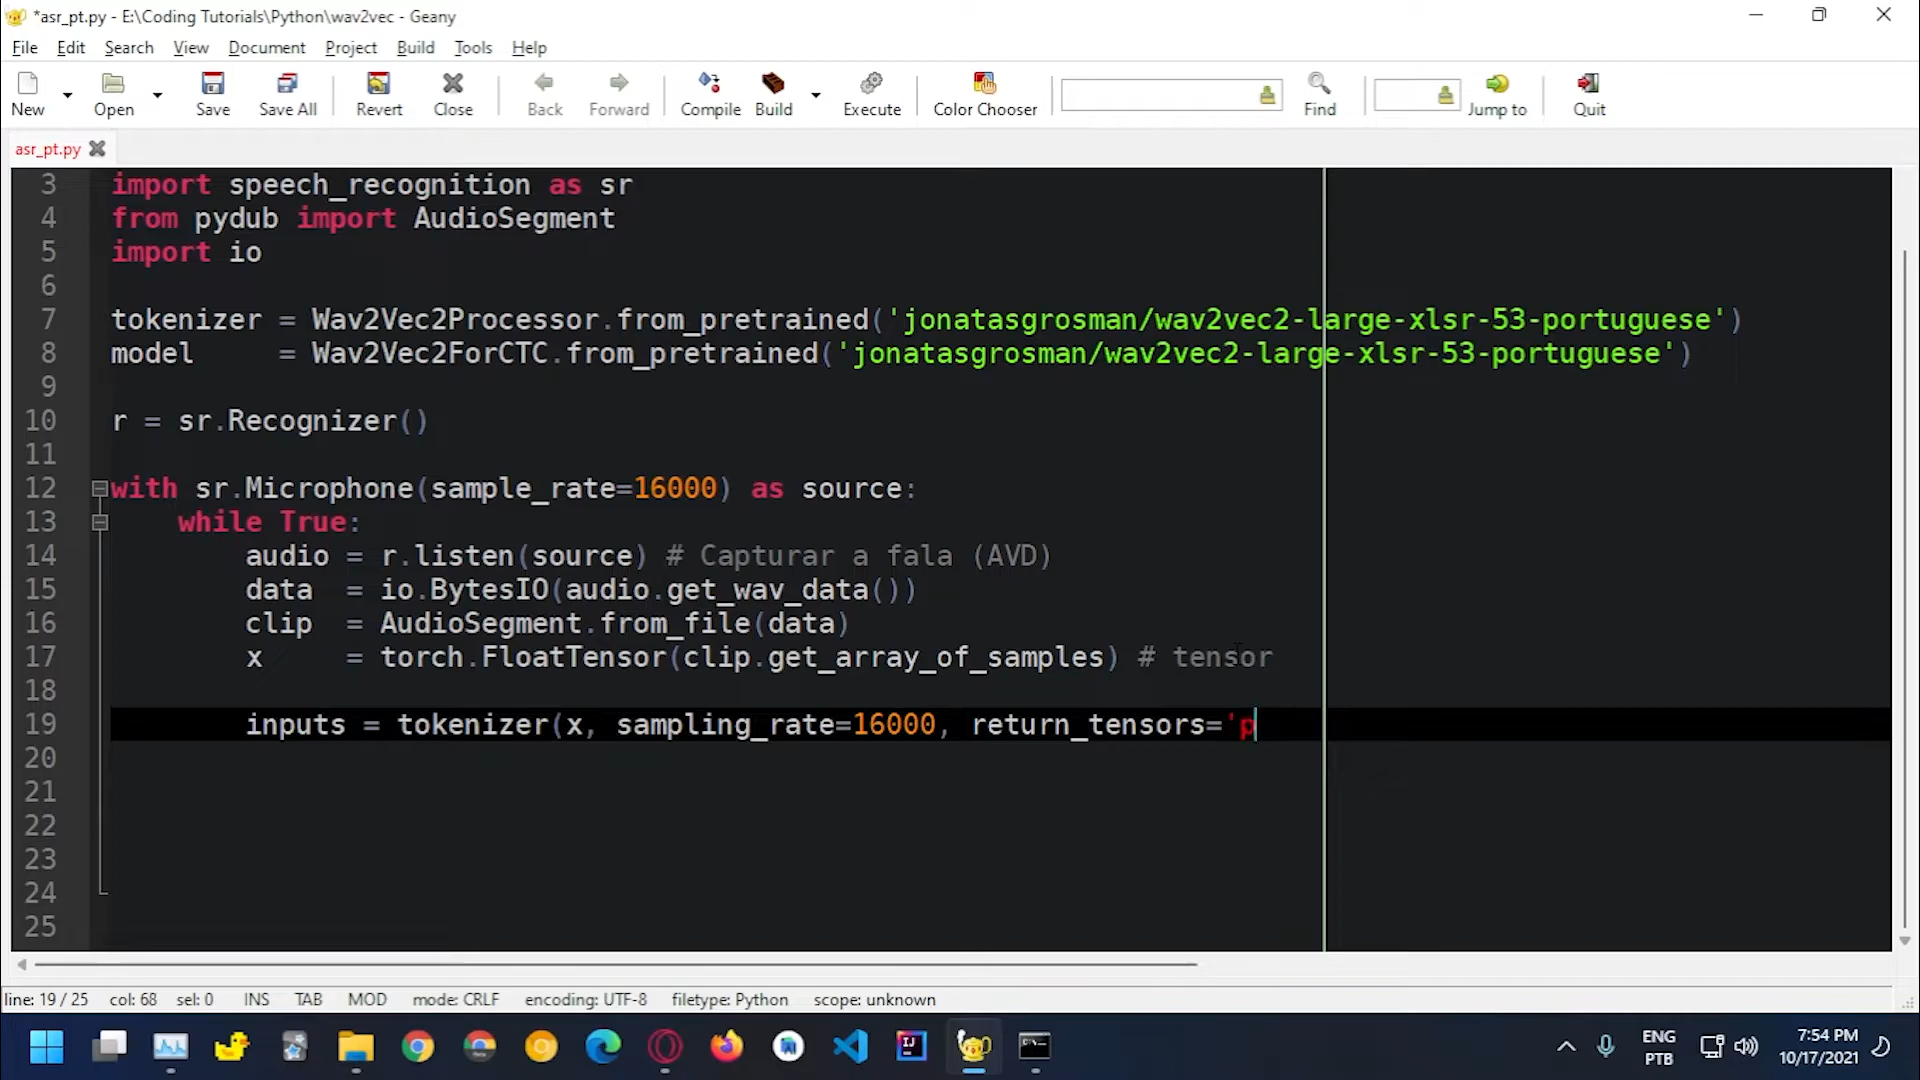 *asr_pt.py - E:\Coding Tutorials\Python\wav2vec - Geany
File Edit Search View Document Project Build Tools Help
New Open Save Save All Revert Close Back Forward Compile Build Execute Color Chooser Find Jump to Quit
asr_pt.py
3 import speech_recognition as sr
4 from pydub import AudioSegment
5 import io
6
7 tokenizer = Wav2Vec2Processor.from_pretrained('jonatasgrosman/wav2vec2-large-xlsr-53-portuguese')
8 model     = Wav2Vec2ForCTC.from_pretrained('jonatasgrosman/wav2vec2-large-xlsr-53-portuguese')
9
10 r = sr.Recognizer()
11
12 with sr.Microphone(sample_rate=16000) as source:
13     while True:
14         audio = r.listen(source) # Capturar a fala (AVD)
15         data  = io.BytesIO(audio.get_wav_data())
16         clip  = AudioSegment.from_file(data)
17         x     = torch.FloatTensor(clip.get_array_of_samples) # tensor
18
19         inputs = tokenizer(x, sampling_rate=16000, return_tensors='p
20
21
22
23
24
25
line: 19 / 25 col: 68 sel: 0 INS TAB MOD mode: CRLF encoding: UTF-8 filetype: Python scope: unknown
ENG 7:54 PM
PTB 10/17/2021